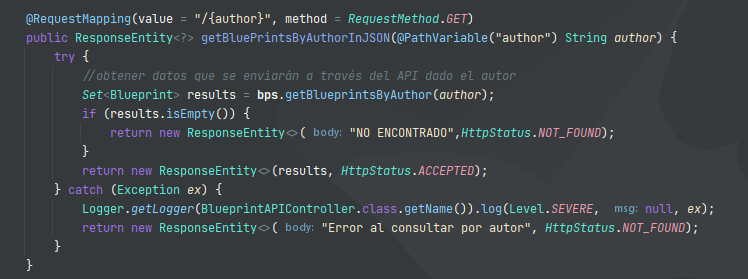 @RequestMapping(value = "/{author}", method = RequestMethod.GET)
public ResponseEntity<?> getBluePrintsByAuthorInJSON(@PathVariable("author") String author) {
try {
//obtener datos que se enviarán a través del API dado el autor
Set<Blueprint> results = bps.getBlueprintsByAuthor(author);
if (results.isEmpty()) {
return new ResponseEntity<>( body: "NO ENCONTRADO",HttpStatus.NOT_FOUND);
}
return new ResponseEntity<>(results, HttpStatus.ACCEPTED);
} catch (Exception ex) {
Logger.getLogger(BlueprintAPIController.class.getName()).log(Level.SEVERE, msg: null, ex);
return new ResponseEntity<>( body: "Error al consultar por autor", HttpStatus.NOT_FOUND);
}
}